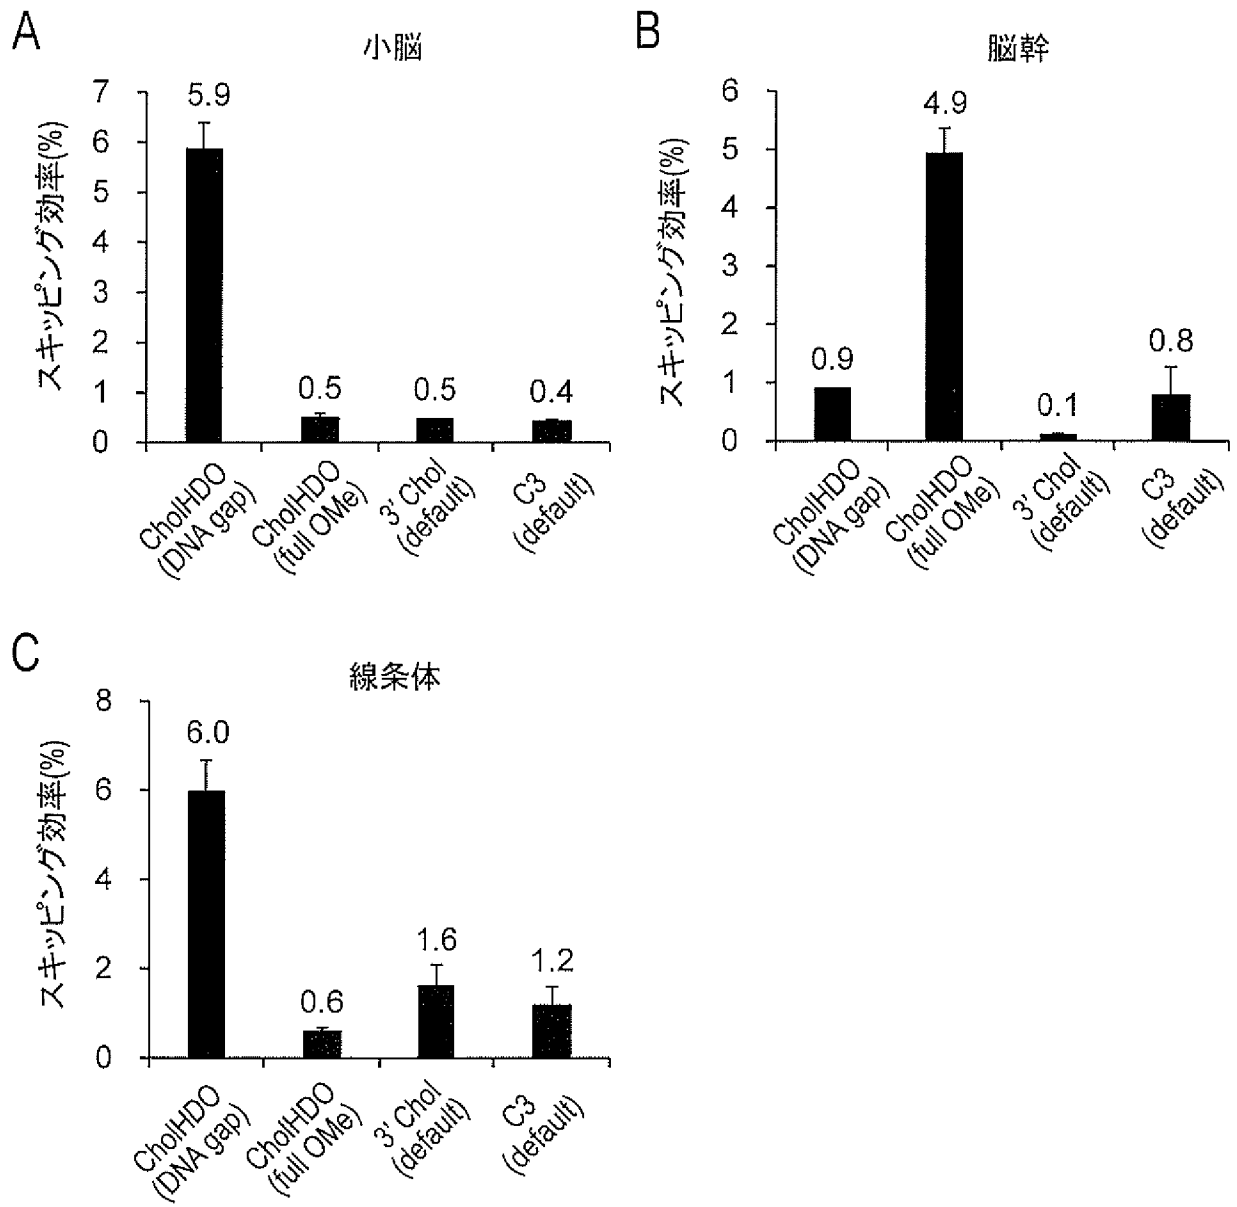 A
小脳
スキッピング効率(%)
7
6
5
4
3
2
1
0
5.9
0.5
0.5
0.4
CholHDO
(DNA gap)
CholHDO
(full OMe)
3' Chol
(default)
C3
(default)
B
脳幹
スキッピング効率(%)
6
5
4
3
2
1
0
0.9
4.9
0.1
0.8
CholHDO
(DNA gap)
CholHDO
(full OMe)
3' Chol
(default)
C3
(default)
C
線条体
スキッピング効率(%)
8
6
4
2
0
6.0
0.6
1.6
1.2
CholHDO
(DNA gap)
CholHDO
(full OMe)
3' Chol
(default)
C3
(default)